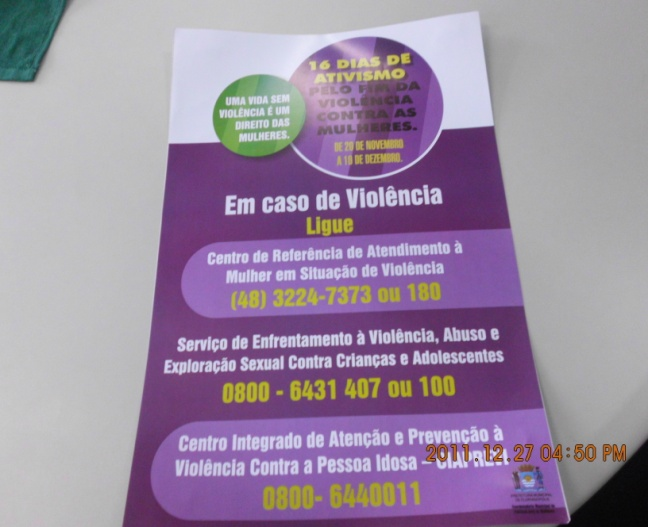 16 DIAS DE
ATIVISMO
PELO FIM DA
VIOLÊNCIA
CONTRA AS
MULHERES.
DE 20 DE NOVEMBRO
A 10 DE DEZEMBRO.
UMA VIDA SEM
VIOLÊNCIA É UM
DIREITO DAS
MULHERES.
Em caso de Violência
Ligue
Centro de Referência de Atendimento à
Mulher em Situação de Violência
(48) 3224-7373 ou 180
Serviço de Enfrentamento à Violência, Abuso e
Exploração Sexual Contra Crianças e Adolescentes
0800 - 6431 407 ou 100
Centro Integrado de Atenção e Prevenção à
Violência Contra a Pessoa Idosa –
0800- 6440011
2011.12.27 04:50 PM